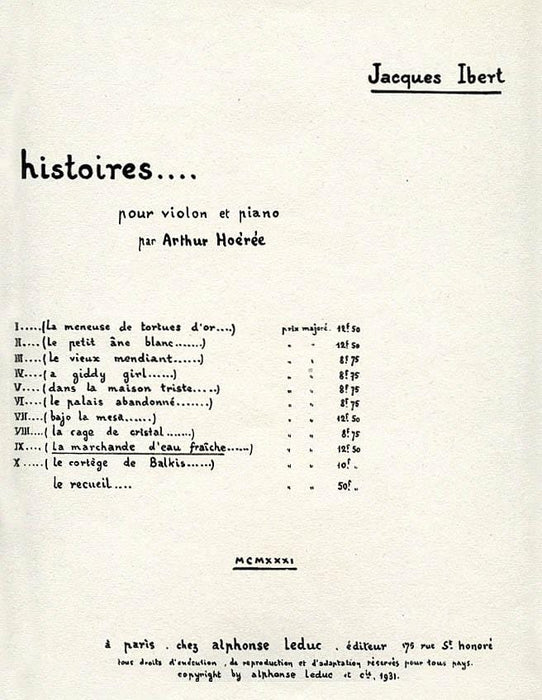 Jacques Ibert
histoires....
pour violon et piano
par Arthur Hoérée
I.....(La meneuse de tortues d'or....) prix majoré. 12f 50
II....(le petit âne blanc.......) " " 12f 50
III....(le vieux mendiant......) " " 8f 75
IV....(a giddy girl......) " " 8f 75
V....(dans la maison triste.....) " " 8f 75
VI....(le palais abandonné.......) " " 8f 75
VII....(bajo la mesa......) " " 12f 50
VIII....(la cage de cristal.......) " " 8f 75
IX....(La marchande d'eau fraîche.....) " " 12f 50
X.....(le cortège de Balkis......) " " 10f "
le recueil.... " " 50f "
MCMXXXI
à paris . chez alphonse Leduc . éditeur 175 rue St honoré
tous droits d'exécution , de reproduction et d'adaptation réservés pour tous pays.
copyright by alphonse Leduc et cie, 1931.